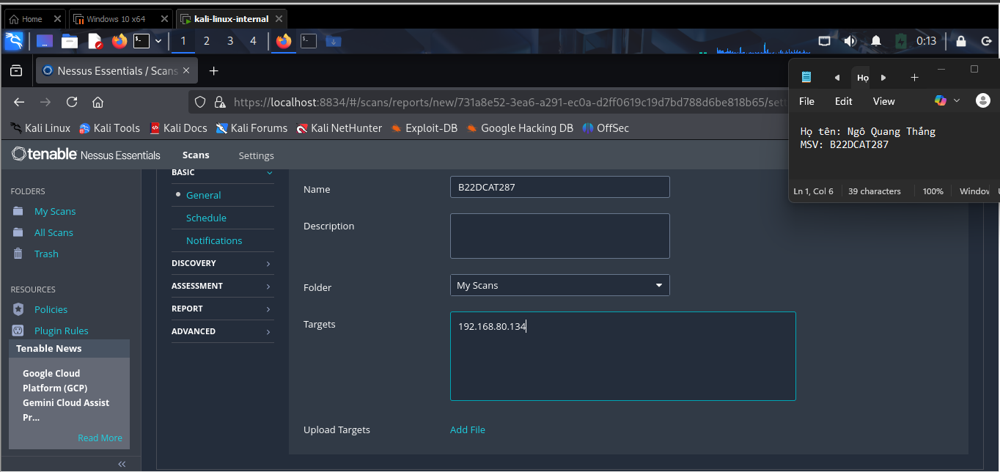 Home
Windows 10 x64
kali-linux-internal
1 2 3 4
0:13
Nessus Essentials / Scans
https://localhost:8834/#/scans/reports/new/731a8e52-3ea6-a291-ec0a-d2ff0619c19d7bd788d6be818b65/sett
Kali Linux Kali Tools Kali Docs Kali Forums Kali NetHunter Exploit-DB Google Hacking DB OffSec
Họ
File Edit View
Họ tên: Ngô Quang Thắng
MSV: B22DCAT287
Ln 1, Col 6 39 characters 100% Window
tenable Nessus Essentials Scans Settings
FOLDERS
My Scans
All Scans
Trash
RESOURCES
Policies
Plugin Rules
Tenable News
Google Cloud
Platform (GCP)
Gemini Cloud Assist
Pr...
Read More
BASIC
General
Schedule
Notifications
DISCOVERY
ASSESSMENT
REPORT
ADVANCED
Name B22DCAT287
Description
Folder My Scans
Targets 192.168.80.134
Upload Targets Add File